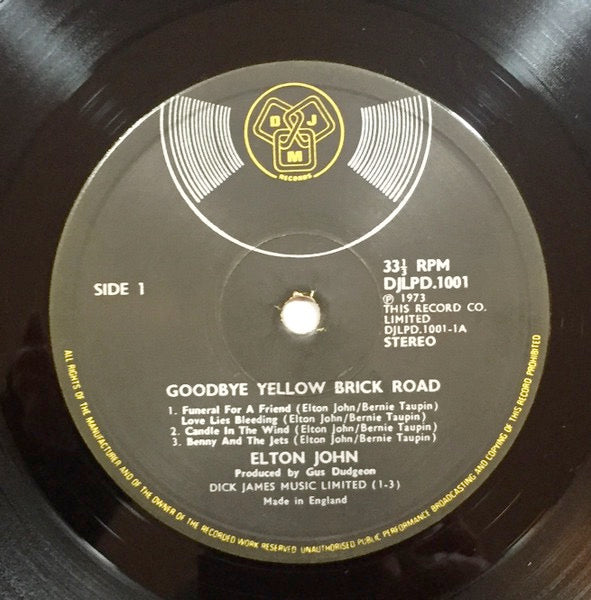 D J
M
RECORDS
SIDE 1
33⅓ RPM
DJLPD.1001
℗ 1973
THIS RECORD CO.
LIMITED
DJLPD.1001-1A
STEREO
GOODBYE YELLOW BRICK ROAD
1. Funeral For A Friend (Elton John/Bernie Taupin)
Love Lies Bleeding (Elton John/Bernie Taupin)
2. Candle In The Wind (Elton John/Bernie Taupin)
3. Benny And The Jets (Elton John/Bernie Taupin)
ELTON JOHN
Produced by Gus Dudgeon
DICK JAMES MUSIC LIMITED (1-3)
Made in England
ALL RIGHTS OF THE MANUFACTURER AND OF THE OWNER OF THE RECORDED WORK RESERVED UNAUTHORISED PUBLIC PERFORMANCE BROADCASTING AND COPYING OF THIS RECORD PROHIBITED